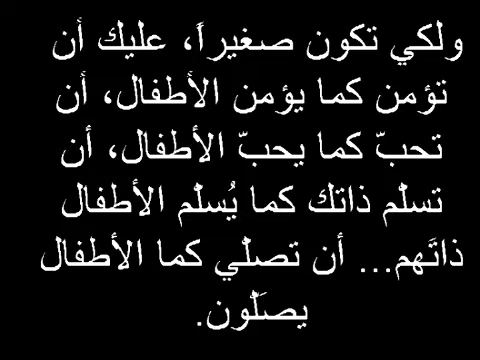 ولكي تكون صغيراً، عليك أن
تؤمن كما يؤمن الأطفال، أن
تحبّ كما يحبّ الأطفال، أن
تسلّم ذاتك كما يُسلّم الأطفال
ذاتَهم... أن تصلّي كما الأطفال
يصَلّون.